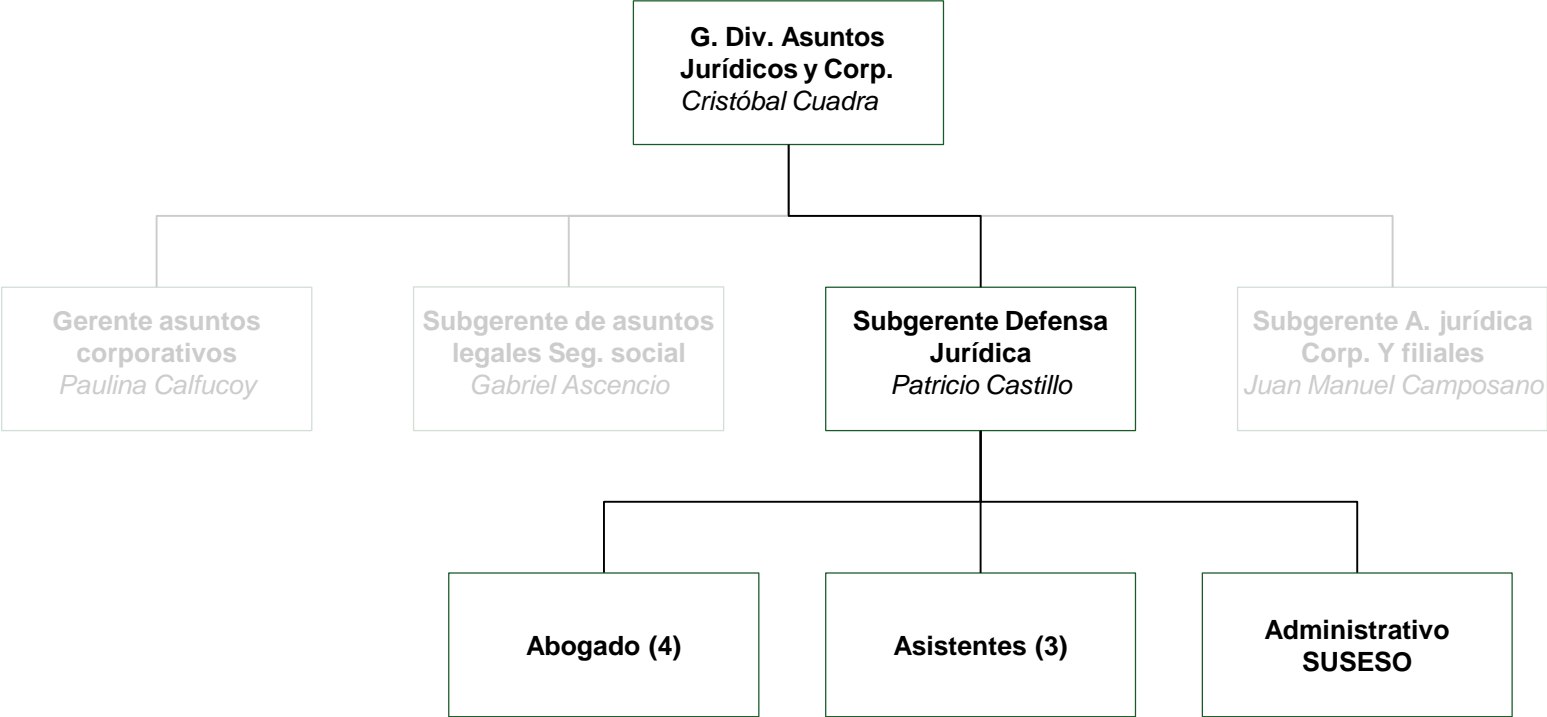 G. Div. Asuntos
Jurídicos y Corp.
Cristóbal Cuadra
Gerente asuntos
corporativos
Paulina Calfucoy
Subgerente de asuntos
legales Seg. social
Gabriel Ascencio
Subgerente Defensa
Jurídica
Patricio Castillo
Subgerente A. jurídica
Corp. Y filiales
Juan Manuel Camposano
Abogado (4)
Asistentes (3)
Administrativo
SUSESO